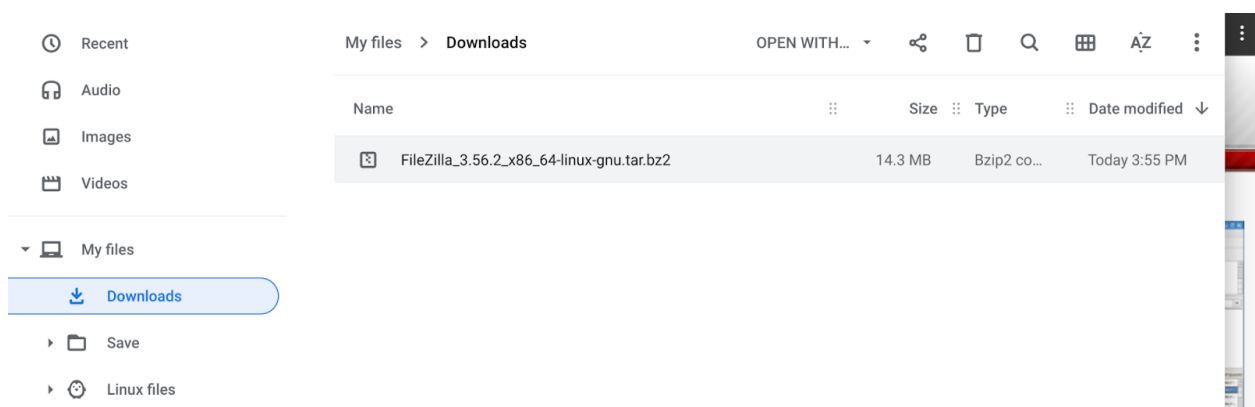 Recent
Audio
Images
Videos
My files
Downloads
Save
Linux files
My files > Downloads
OPEN WITH...
AZ
Name Size Type Date modified
FileZilla_3.56.2_x86_64-linux-gnu.tar.bz2 14.3 MB Bzip2 co... Today 3:55 PM